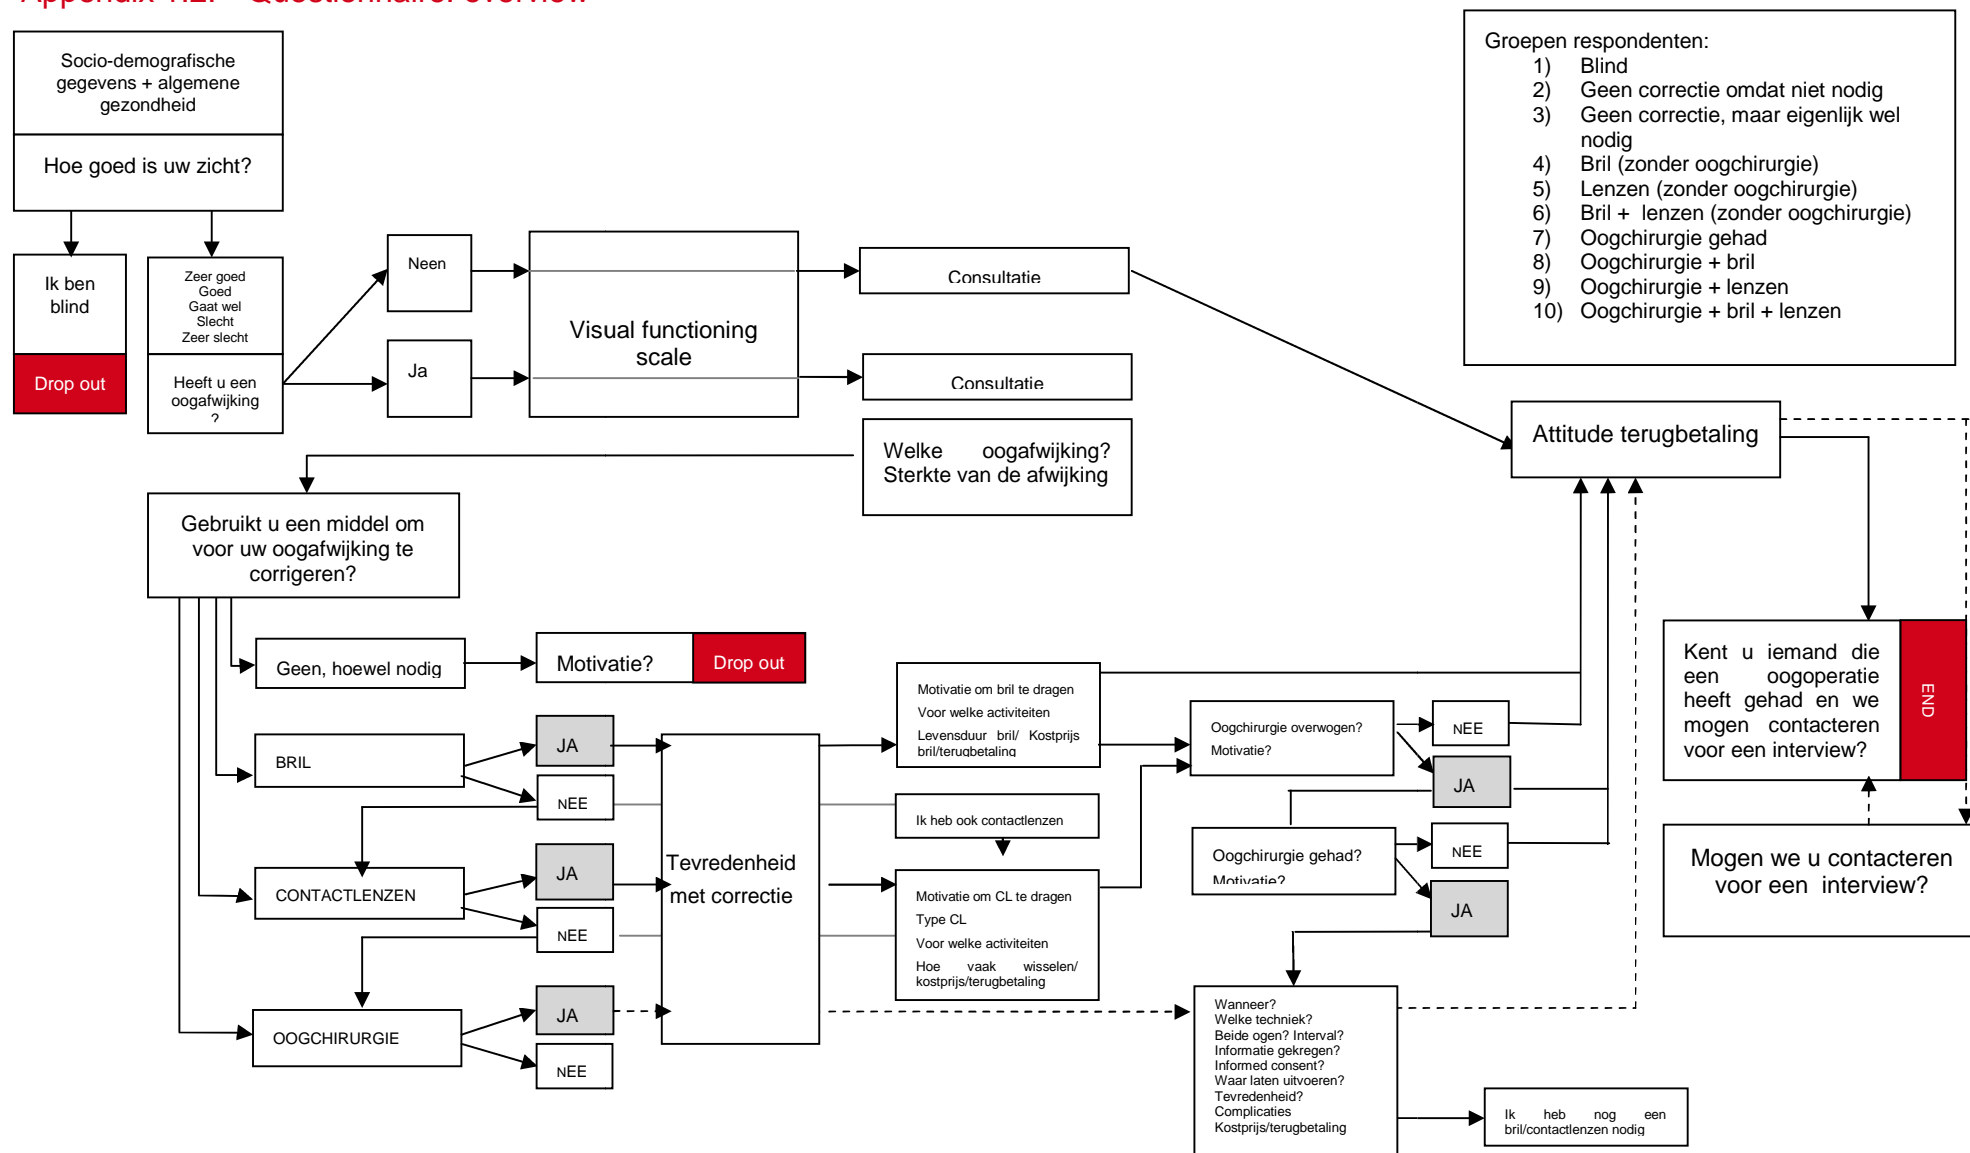 Appendix 1.2. Questionnaire: overview
Socio-demografische
gegevens + algemene
gezondheid
Hoe goed is uw zicht?
Ik ben
blind
Drop out
Zeer goed
Goed
Gaat wel
Slecht
Zeer slecht
Heeft u een
oogafwijking
?
Neen
Ja
Visual functioning
scale
Consultatie
Consultatie
Welke oogafwijking?
Sterkte van de afwijking
Groepen respondenten:
1) Blind
2) Geen correctie omdat niet nodig
3) Geen correctie, maar eigenlijk wel
nodig
4) Bril (zonder oogchirurgie)
5) Lenzen (zonder oogchirurgie)
6) Bril + lenzen (zonder oogchirurgie)
7) Oogchirurgie gehad
8) Oogchirurgie + bril
9) Oogchirurgie + lenzen
10) Oogchirurgie + bril + lenzen
Attitude terugbetaling
Gebruikt u een middel om
voor uw oogafwijking te
corrigeren?
Geen, hoewel nodig
Motivatie?
Drop out
BRIL
JA
NEE
CONTACTLENZEN
JA
NEE
OOGCHIRURGIE
JA
NEE
Tevredenheid
met correctie
Motivatie om bril te dragen
Voor welke activiteiten
Levensduur bril/ Kostprijs
bril/terugbetaling
Ik heb ook contactlenzen
Motivatie om CL te dragen
Type CL
Voor welke activiteiten
Hoe vaak wisselen/
kostprijs/terugbetaling
Oogchirurgie overwogen?
Motivatie?
NEE
JA
Oogchirurgie gehad?
Motivatie?
NEE
JA
Wanneer?
Welke techniek?
Beide ogen? Interval?
Informatie gekregen?
Informed consent?
Waar laten uitvoeren?
Tevredenheid?
Complicaties
Kostprijs/terugbetaling
Ik heb nog een
bril/contactlenzen nodig
Kent u iemand die
een oogoperatie
heeft gehad en we
mogen contacteren
voor een interview?
END
Mogen we u contacteren
voor een interview?